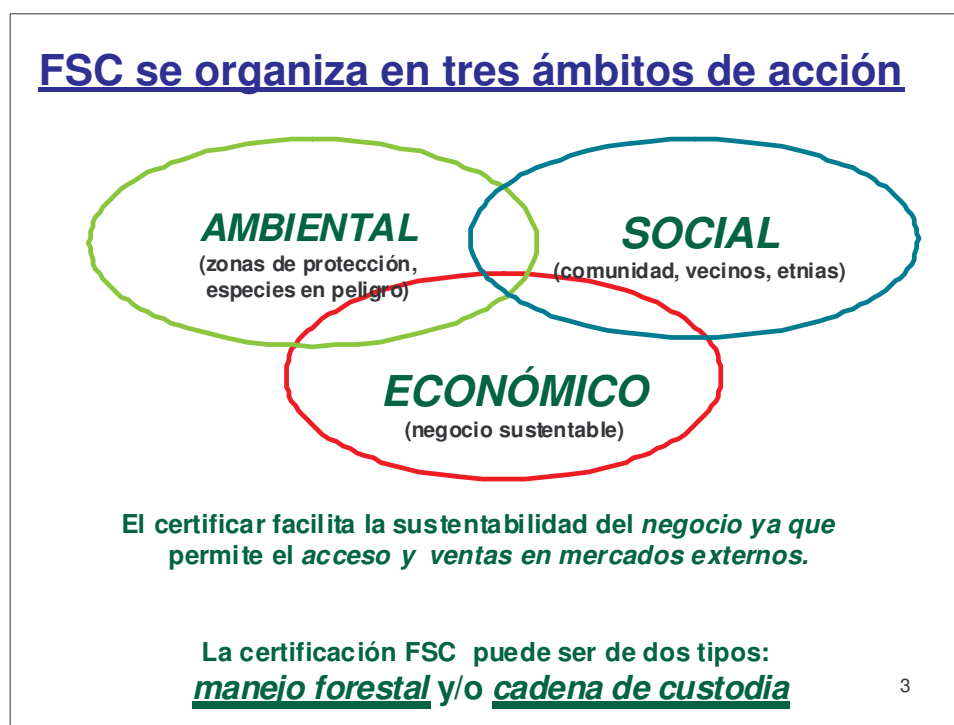 FSC se organiza en tres ámbitos de acción
AMBIENTAL
(zonas de protección,
especies en peligro)
SOCIAL
(comunidad, vecinos, etnias)
ECONÓMICO
(negocio sustentable)
El certificar facilita la sustentabilidad del negocio ya que
permite el acceso y ventas en mercados externos.
La certificación FSC puede ser de dos tipos:
manejo forestal y/o cadena de custodia
3